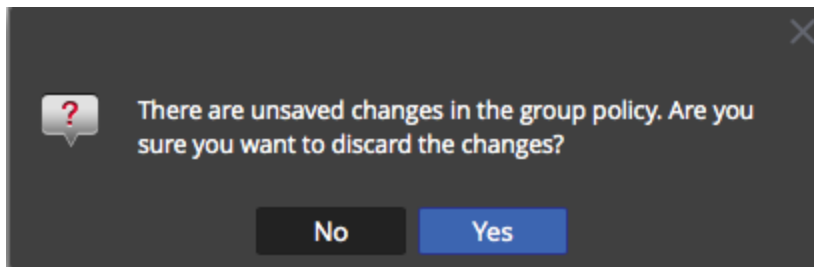 ?
There are unsaved changes in the group policy. Are you
sure you want to discard the changes?
No Yes